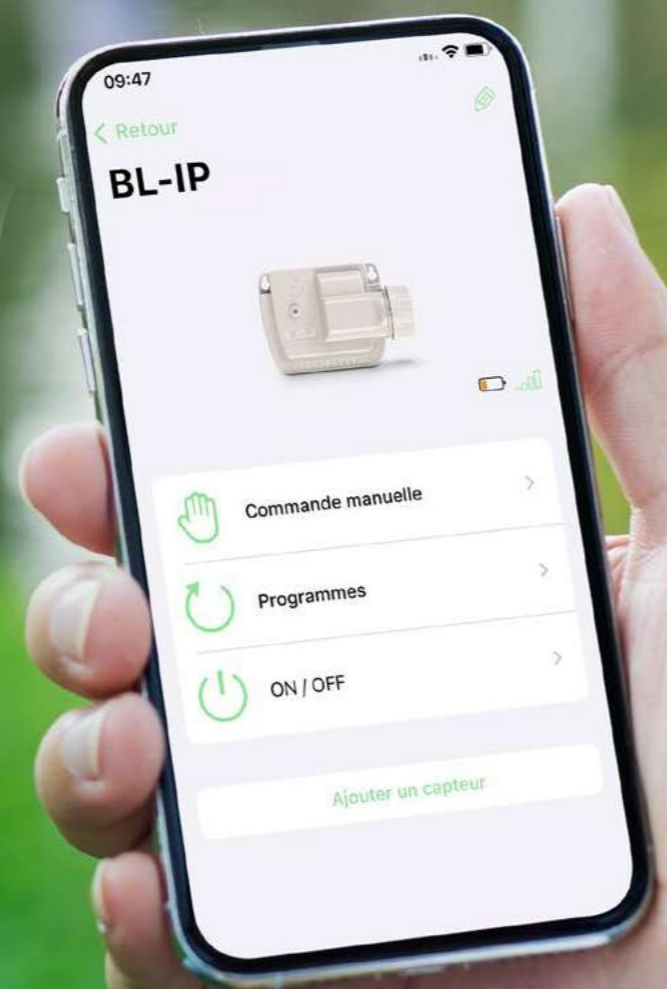 09:47
Retour
BL-IP
Commande manuelle
Programmes
ON / OFF
Ajouter un capteur